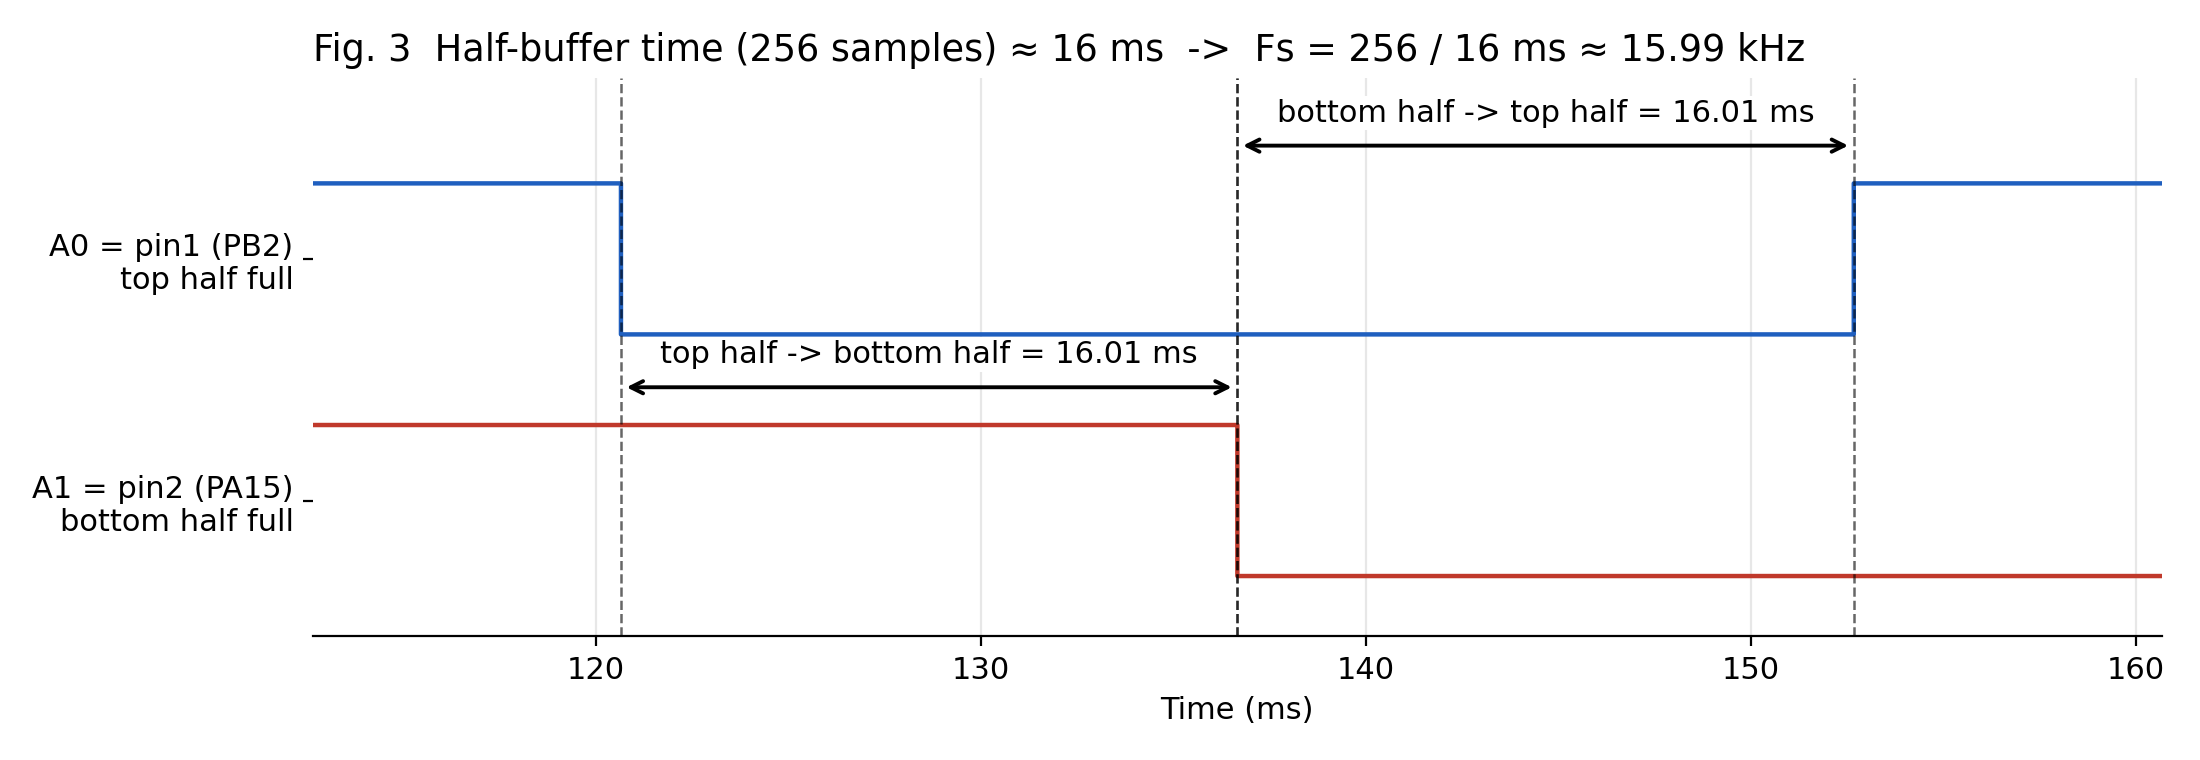 Fig. 3  Half-buffer time (256 samples) ≈ 16 ms  ->  Fs = 256 / 16 ms ≈ 15.99 kHz
bottom half -> top half = 16.01 ms
A0 = pin1 (PB2)
top half full
top half -> bottom half = 16.01 ms
A1 = pin2 (PA15)
bottom half full
120 130 140 150 160
Time (ms)